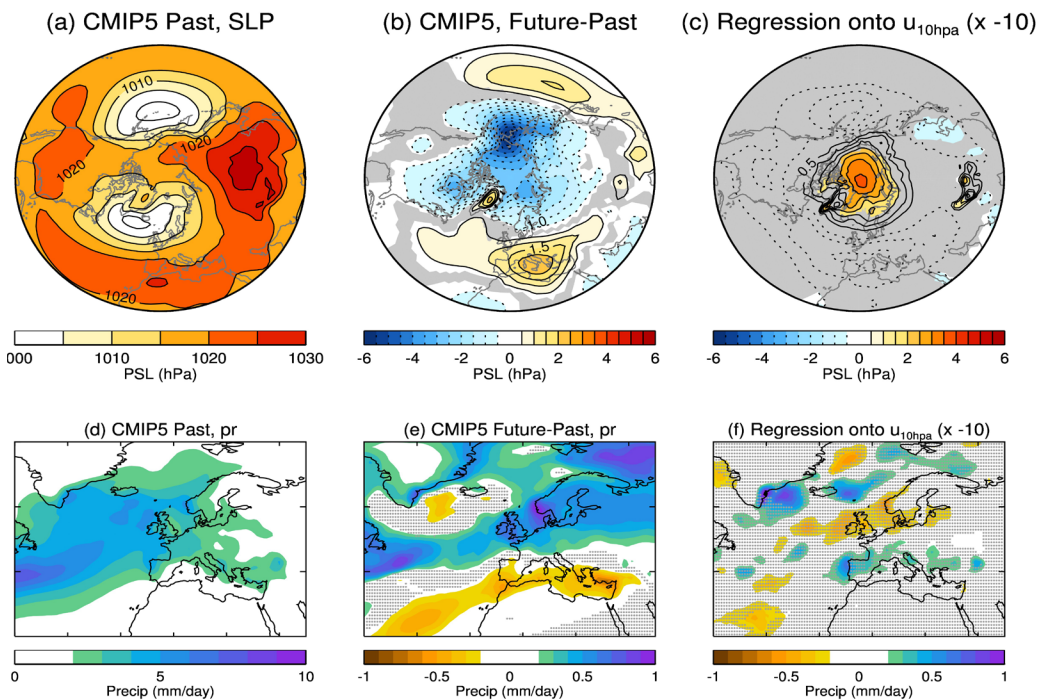 (a) CMIP5 Past, SLP
(b) CMIP5, Future-Past
(c) Regression onto u10hpa (x -10)
1010
1020
1020
1020
1.5
0.5
000 1010 1020 1030
PSL (hPa)
-6 -4 -2 0 2 4 6
PSL (hPa)
-6 -4 -2 0 2 4 6
PSL (hPa)
(d) CMIP5 Past, pr
(e) CMIP5 Future-Past, pr
(f) Regression onto u10hpa (x -10)
0 2 4 6 8 10
Precip (mm/day)
-1 -0.5 0 0.5 1
Precip (mm/day)
-1 -0.5 0 0.5 1
Precip (mm/day)